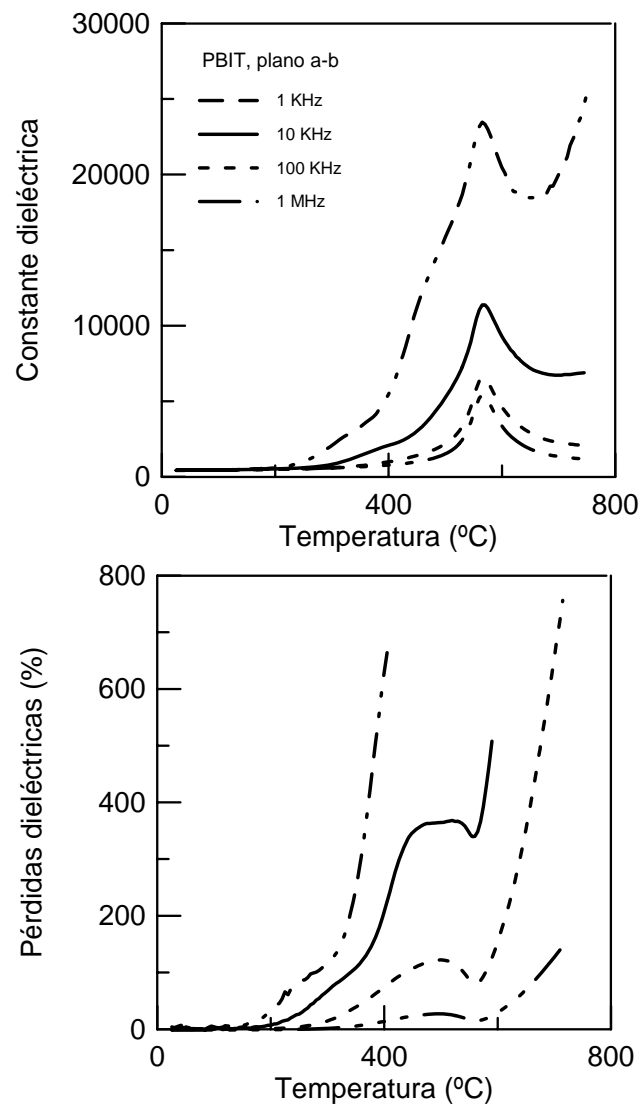 30000
20000
10000
0
Constante dieléctrica
PBIT, plano a-b
1 KHz
10 KHz
100 KHz
1 MHz
0
400
800
Temperatura (ºC)
800
600
400
200
0
Pérdidas dieléctricas (%)
0
400
800
Temperatura (ºC)